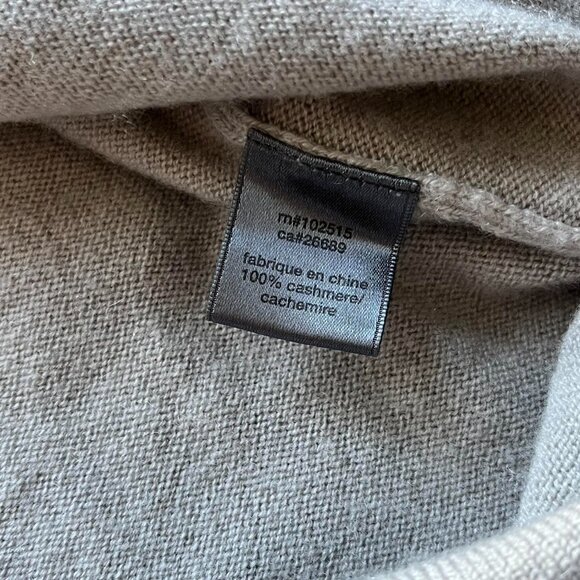 m#102515
ca#26689
fabrique en chine
100% cashmere/
cachemire